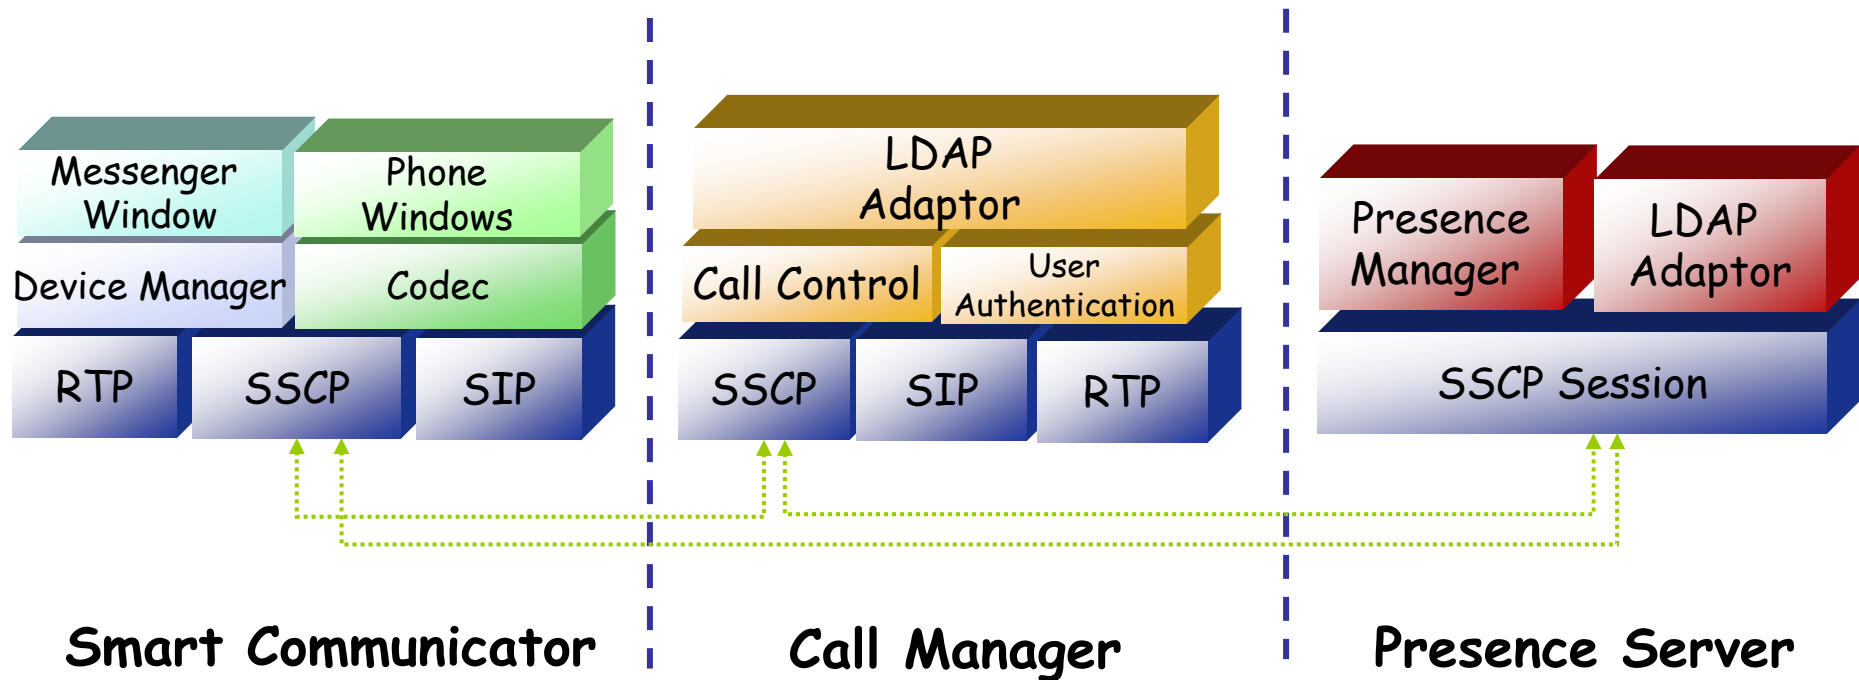 Messenger
Window
Phone
Windows
Device Manager
Codec
RTP
SSCP
SIP
LDAP
Adaptor
Call Control
User
Authentication
SSCP
SIP
RTP
Presence
Manager
LDAP
Adaptor
SSCP Session
Smart Communicator
Call Manager
Presence Server